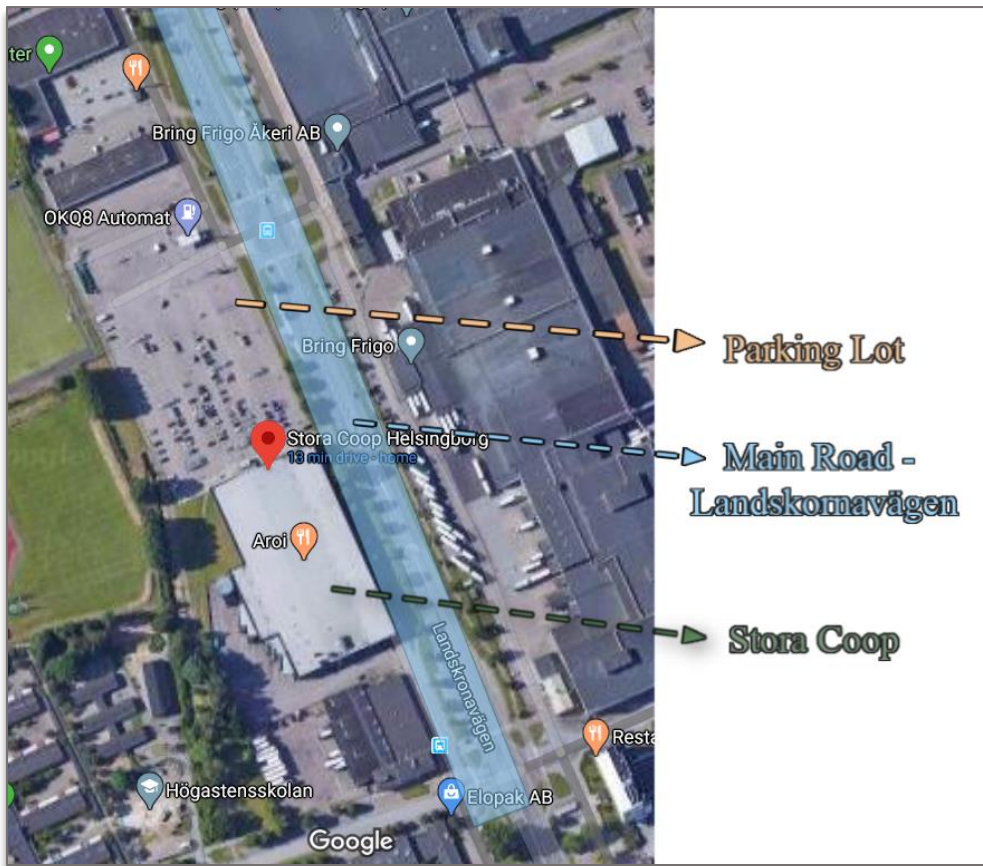 ter
Bring Frigo Åkeri AB
OKQ8 Automat
Parking Lot
Bring Frigo
Stora Coop Helsingborg
13 min drive - home
Main Road -
Landskornavägen
Aroi
Stora Coop
Landskronavägen
Resta
Högastensskolan
Elopak AB
Google